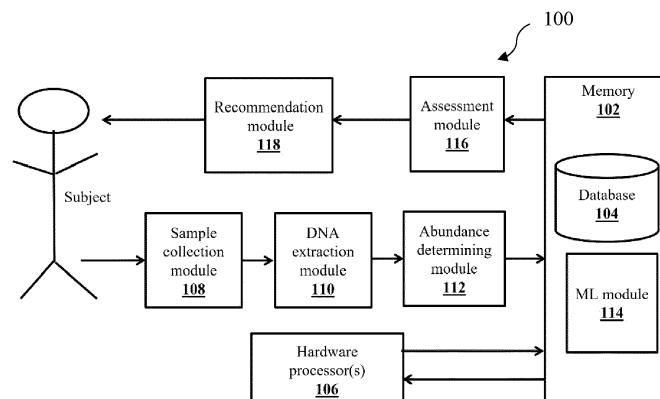 100
Recommendation
module
118
Assessment
module
116
Memory
102
Database
104
Subject
Sample
collection
module
108
DNA
extraction
module
110
Abundance
determining
module
112
ML module
114
Hardware
processor(s)
106